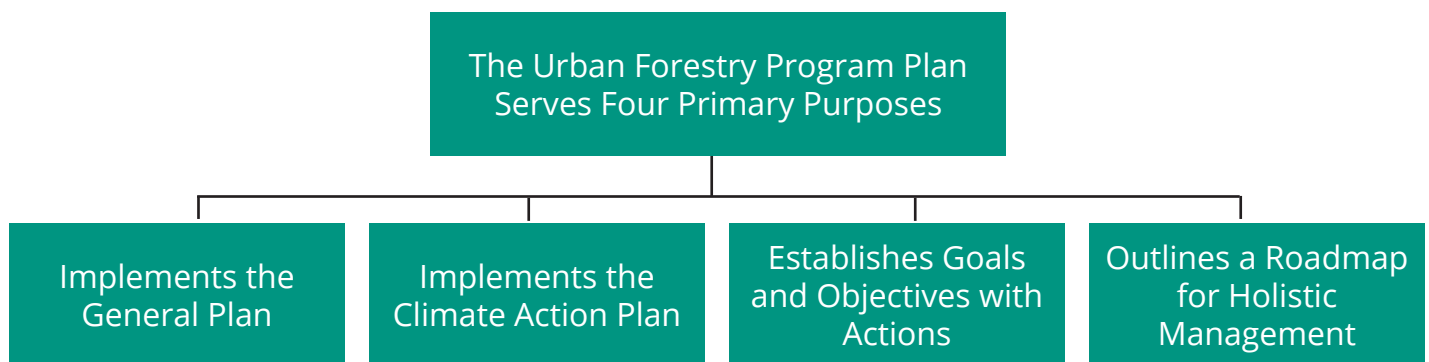 The Urban Forestry Program Plan
Serves Four Primary Purposes
Implements the
General Plan
Implements the
Climate Action Plan
Establishes Goals
and Objectives with
Actions
Outlines a Roadmap
for Holistic
Management